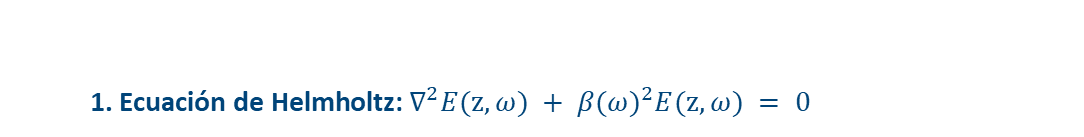 1. Ecuación de Helmholtz: ∇²𝐸(z, 𝜔) + 𝛽(𝜔)²𝐸(z, 𝜔) = 0